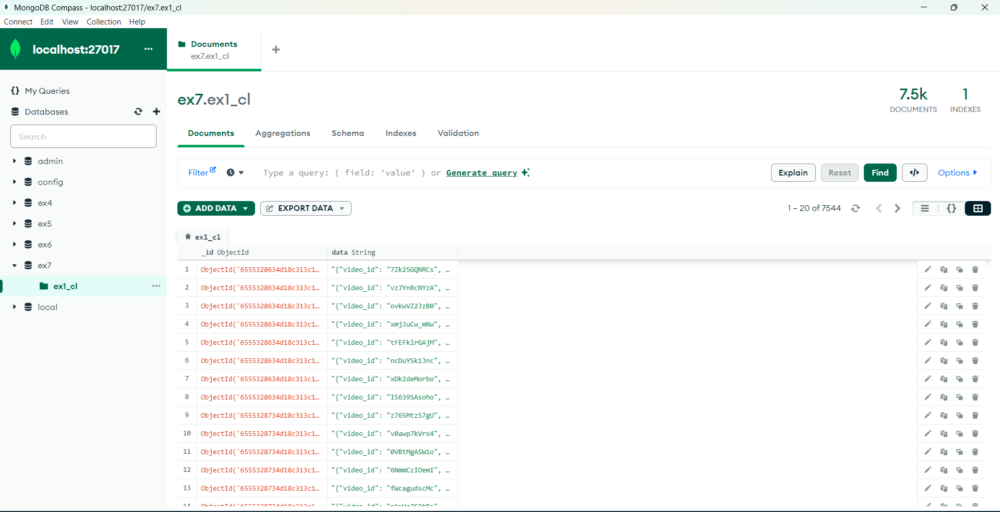 MongoDB Compass - localhost:27017/ex7.ex1_cl
Connect Edit View Collection Help
localhost:27017 ...
Documents
ex7.ex1_cl
My Queries
Databases
Search
admin
config
ex4
ex5
ex6
ex7
ex1_cl
local
ex7.ex1_cl
7.5k
DOCUMENTS
1
INDEXES
Documents Aggregations Schema Indexes Validation
Filter Type a query: { field: 'value' } or Generate query Explain Reset Find </> Options
ADD DATA EXPORT DATA 1 – 20 of 7544 {}
ex1_cl
_id ObjectId data String
1 ObjectId('6555328634d18c313c1… "{"video_id": "7Zk2SGQNRCs", …
2 ObjectId('6555328634d18c313c1… "{"video_id": "vzJYnRcNYzA", …
3 ObjectId('6555328634d18c313c1… "{"video_id": "ovkwVZ2JzB0", …
4 ObjectId('6555328634d18c313c1… "{"video_id": "xmj3uCw_mNw", …
5 ObjectId('6555328634d18c313c1… "{"video_id": "tFEFklrGAjM", …
6 ObjectId('6555328634d18c313c1… "{"video_id": "ncDuYSk1Jnc", …
7 ObjectId('6555328634d18c313c1… "{"video_id": "xDk2deMorbo", …
8 ObjectId('6555328634d18c313c1… "{"video_id": "I5639SAsoho", …
9 ObjectId('6555328734d18c313c1… "{"video_id": "z765MtzS7gU", …
10 ObjectId('6555328734d18c313c1… "{"video_id": "v0awp7kVrx4", …
11 ObjectId('6555328734d18c313c1… "{"video_id": "0VBtMgASW1o", …
12 ObjectId('6555328734d18c313c1… "{"video_id": "6NmmCzIOemI", …
13 ObjectId('6555328734d18c313c1… "{"video_id": "fWcagudscMc", …
14 ObjectId('6555328734d18c313c1… "{"video_id":